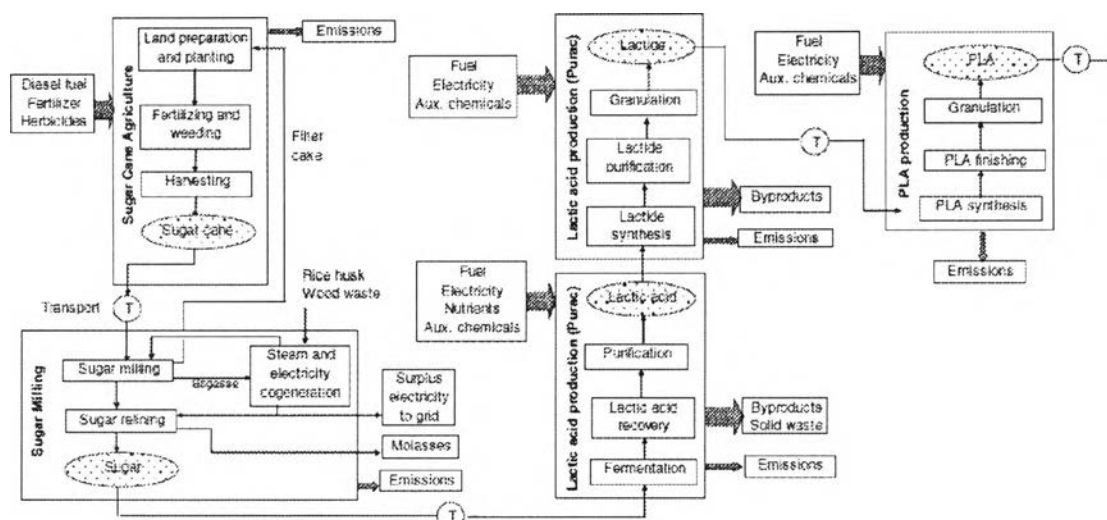 Diesel fuel
Fertilizer
Herbicides
Sugar Cane Agriculture
Land preparation
and planting
Fertilizing and
weeding
Harvesting
Sugar cane
Emissions
Filter
cake
Transport
T
Rice husk
Wood waste
Sugar Milling
Sugar milling
Bagasse
Steam and
electricity
cogeneration
Sugar refining
Sugar
Surplus
electricity
to grid
Molasses
Emissions
T
Fuel
Electricity
Aux. chemicals
Lactic acid production (Purac)
Lactide
Granulation
Lactide
purification
Lactide
synthesis
Byproducts
Emissions
Fuel
Electricity
Nutrients
Aux. chemicals
Lactic acid production (Purac)
Lactic acid
Purification
Lactic acid
recovery
Fermentation
Byproducts
Solid waste
Emissions
T
Fuel
Electricity
Aux. chemicals
PLA production
PLA
Granulation
PLA finishing
PLA synthesis
Emissions
T